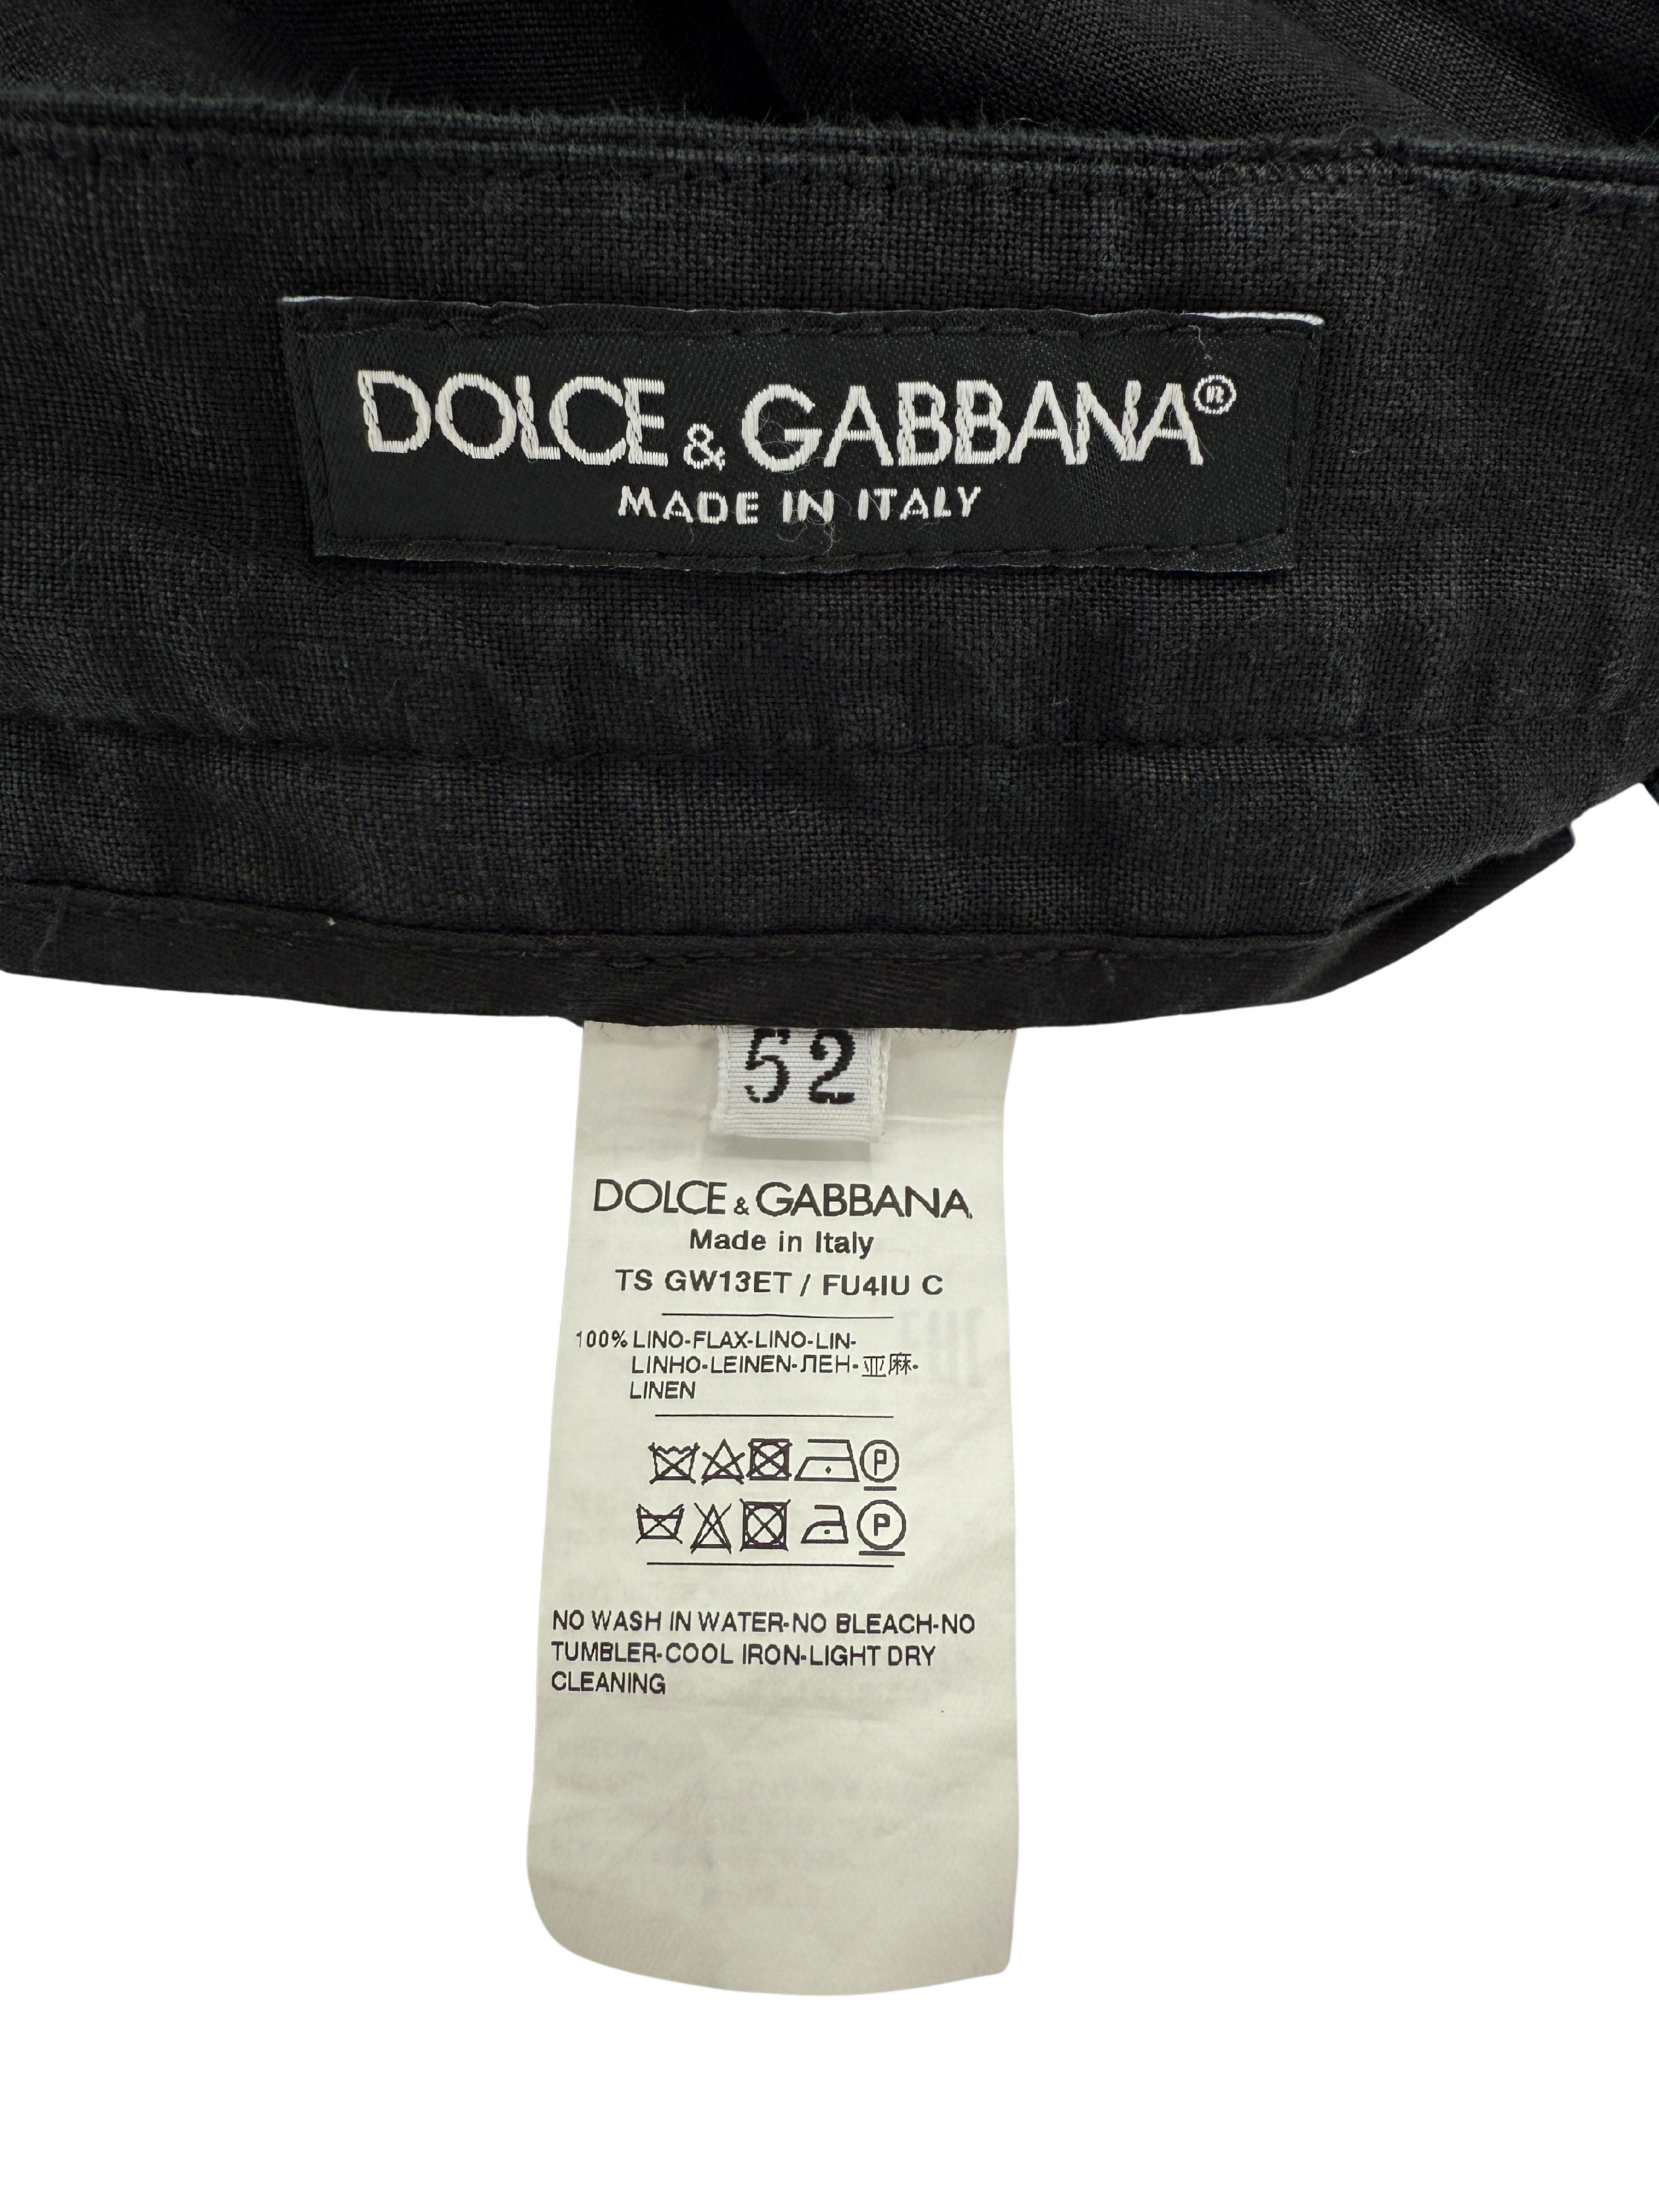 DOLCE & GABBANA®
MADE IN ITALY
52
DOLCE & GABBANA
Made in Italy
TS GW13ET / FU4IU C
100% LINO-FLAX-LINO-LIN-
LINHO-LEINEN-ЛЕН-亚麻-
LINEN
P
P
NO WASH IN WATER-NO BLEACH-NO
TUMBLER-COOL IRON-LIGHT DRY
CLEANING